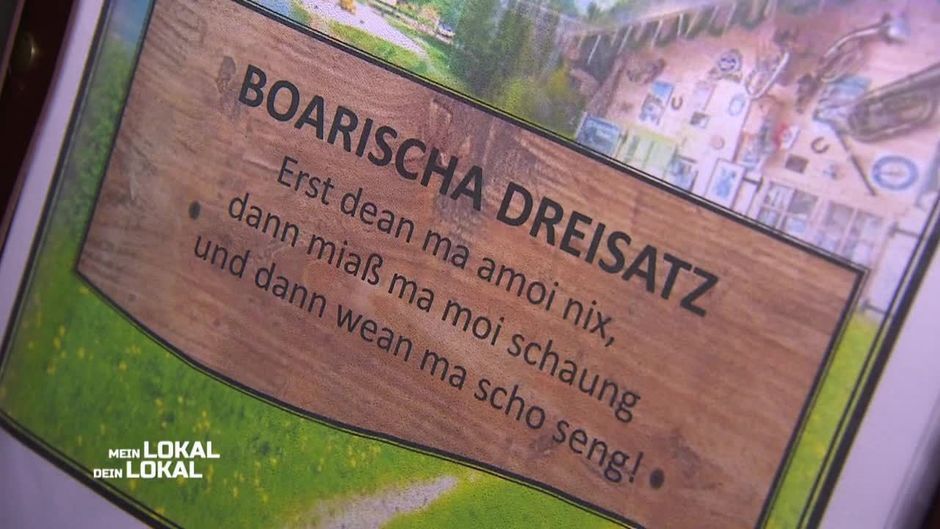 BOARISCHA DREISATZ
Erst dean ma amoi nix,
dann miaß ma moi schaung
und dann wean ma scho seng!
MEIN LOKAL
DEIN LOKAL